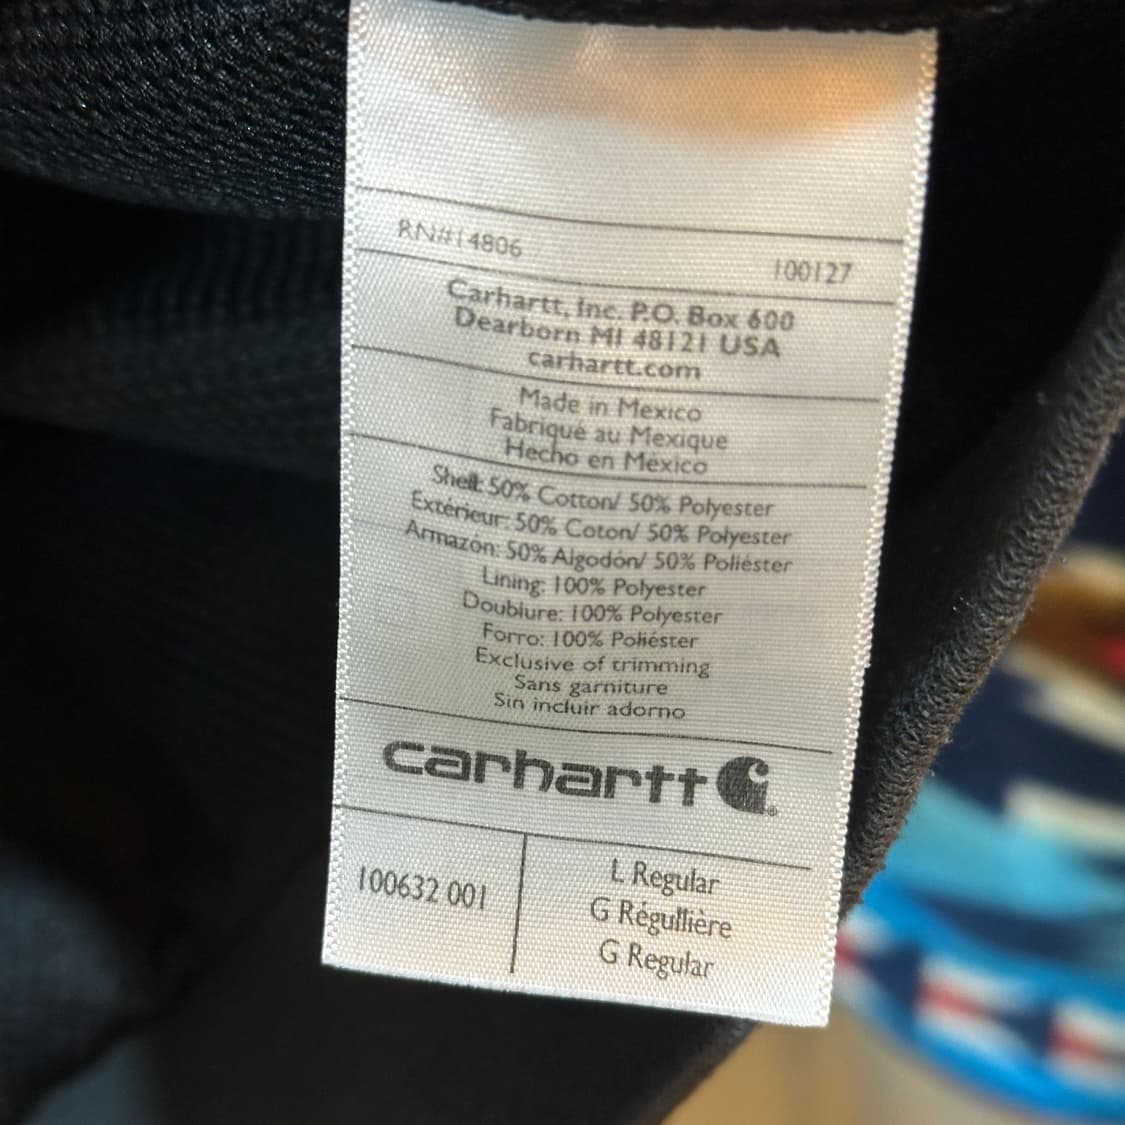 RN#14806
100127
Carhartt, Inc. P.O. Box 600
Dearborn MI 48121 USA
carhartt.com
Made in Mexico
Fabriqué au Mexique
Hecho en México
Shell: 50% Cotton/ 50% Polyester
Extérieur: 50% Coton/ 50% Polyester
Armazón: 50% Algodón/ 50% Poliéster
Lining: 100% Polyester
Doublure: 100% Polyester
Forro: 100% Poliéster
Exclusive of trimming
Sans garniture
Sin incluir adorno
carhartt
100632 001
L Regular
G Régullière
G Regular